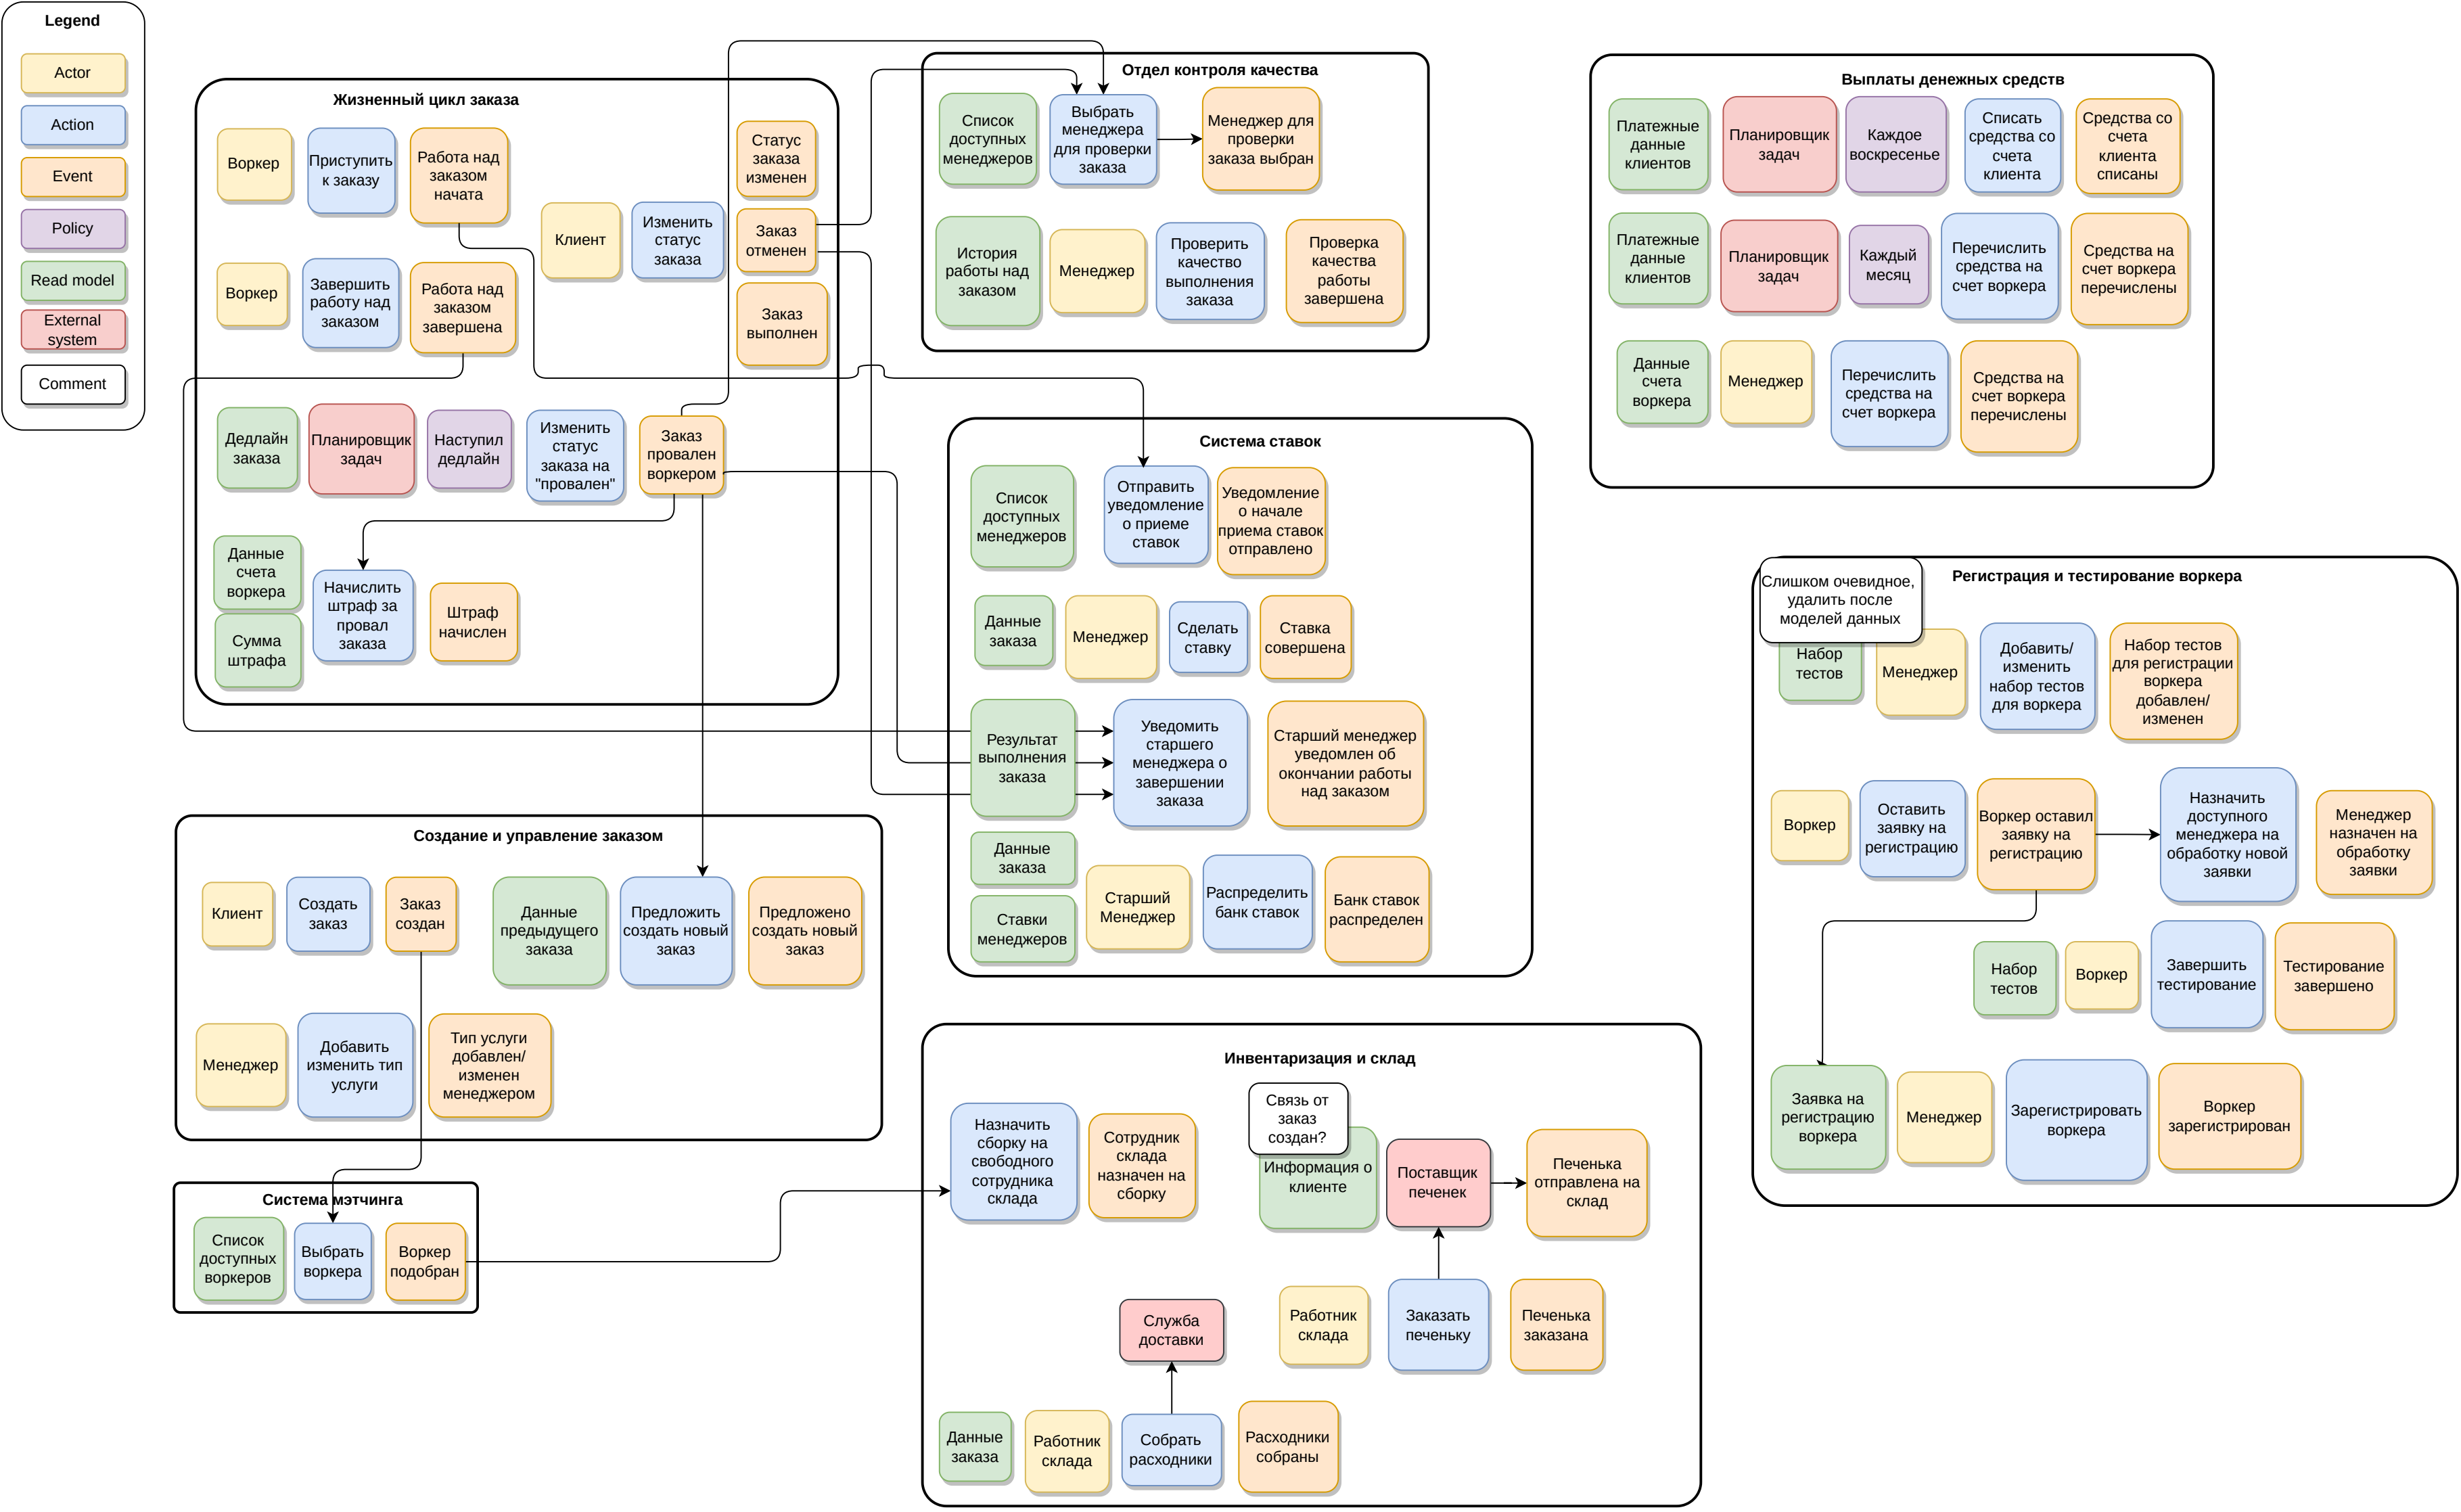 Legend
Actor
Action
Event
Policy
Read model
External
system
Comment
Жизненный цикл заказа
Воркер
Приступить
к заказу
Работа над
заказом
начата
Клиент
Изменить
статус
заказа
Статус
заказа
изменен
Заказ
отменен
Заказ
выполнен
Воркер
Завершить
работу над
заказом
Работа над
заказом
завершена
Дедлайн
заказа
Планировщик
задач
Наступил
дедлайн
Изменить
статус
заказа на
"провален"
Заказ
провален
воркером
Данные
счета
воркера
Сумма
штрафа
Начислить
штраф за
провал
заказа
Штраф
начислен
Отдел контроля качества
Список
доступных
менеджеров
Выбрать
менеджера
для проверки
заказа
Менеджер для
проверки
заказа выбран
История
работы над
заказом
Менеджер
Проверить
качество
выполнения
заказа
Проверка
качества
работы
завершена
Выплаты денежных средств
Платежные
данные
клиентов
Планировщик
задач
Каждое
воскресенье
Списать
средства со
счета
клиента
Средства со
счета
клиента
списаны
Платежные
данные
клиентов
Планировщик
задач
Каждый
месяц
Перечислить
средства на
счет воркера
Средства на
счет воркера
перечислены
Данные
счета
воркера
Менеджер
Перечислить
средства на
счет воркера
Средства на
счет воркера
перечислены
Система ставок
Список
доступных
менеджеров
Отправить
уведомление
о приеме
ставок
Уведомление
о начале
приема ставок
отправлено
Данные
заказа
Менеджер
Сделать
ставку
Ставка
совершена
Результат
выполнения
заказа
Уведомить
старшего
менеджера о
завершении
заказа
Старший менеджер
уведомлен об
окончании работы
над заказом
Данные
заказа
Ставки
менеджеров
Старший
Менеджер
Распределить
банк ставок
Банк ставок
распределен
Регистрация и тестирование воркера
Слишком очевидное,
удалить после
моделей данных
Набор
тестов
Менеджер
Добавить/
изменить
набор тестов
для воркера
Набор тестов
для регистрации
воркера
добавлен/
изменен
Воркер
Оставить
заявку на
регистрацию
Воркер оставил
заявку на
регистрацию
Назначить
доступного
менеджера на
обработку новой
заявки
Менеджер
назначен на
обработку
заявки
Набор
тестов
Воркер
Завершить
тестирование
Тестирование
завершено
Заявка на
регистрацию
воркера
Менеджер
Зарегистрировать
воркера
Воркер
зарегистрирован
Создание и управление заказом
Клиент
Создать
заказ
Заказ
создан
Данные
предыдущего
заказа
Предложить
создать новый
заказ
Предложено
создать новый
заказ
Менеджер
Добавить
изменить тип
услуги
Тип услуги
добавлен/
изменен
менеджером
Система мэтчинга
Список
доступных
воркеров
Выбрать
воркера
Воркер
подобран
Инвентаризация и склад
Назначить
сборку на
свободного
сотрудника
склада
Сотрудник
склада
назначен на
сборку
Связь от
заказ
создан?
Информация о
клиенте
Поставщик
печенек
Печенька
отправлена на
склад
Служба
доставки
Работник
склада
Заказать
печеньку
Печенька
заказана
Данные
заказа
Работник
склада
Собрать
расходники
Расходники
собраны